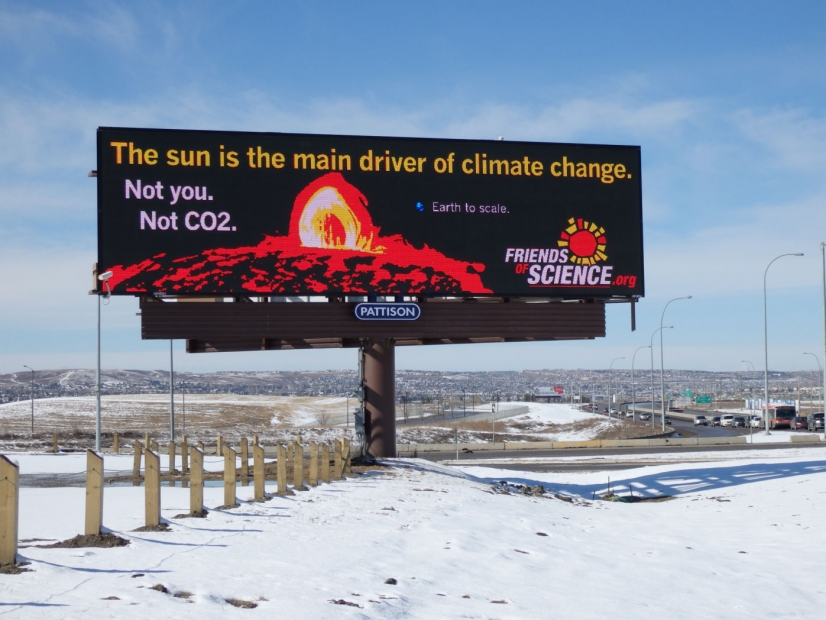 The sun is the main driver of climate change.
Not you.
Not CO2.
Earth to scale.
FRIENDS
OF SCIENCE.org
PATTISON